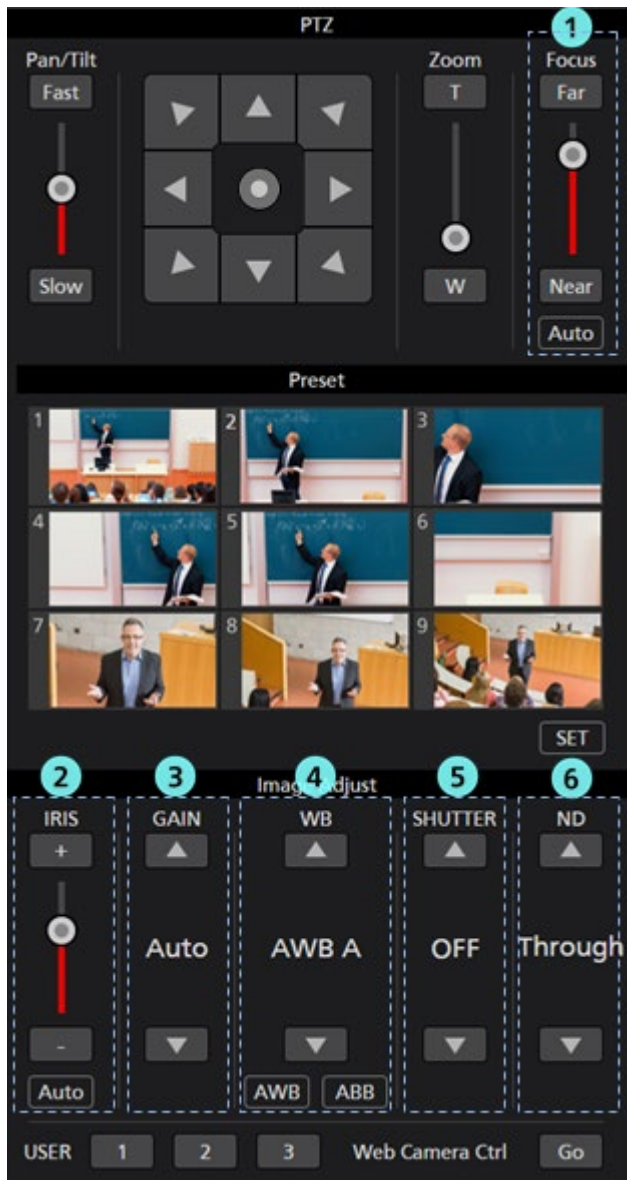 PTZ
1
Pan/Tilt Zoom Focus
Fast T Far
Slow W Near
Auto
Preset
1 2 3
4 5 6
7 8 9
SET
2 3 4 5 6
Image Adjust
IRIS GAIN WB SHUTTER ND
+
Auto AWB A OFF Through
-
Auto AWB ABB
USER 1 2 3 Web Camera Ctrl Go